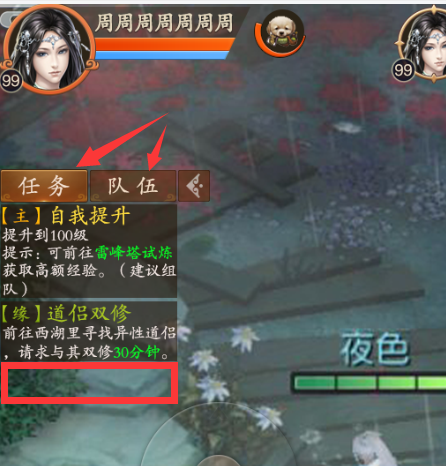 周周周周周周周
99
99
任务
队伍
【主】自我提升
提升到100级
提示：可前往雷峰塔试炼
获取高额经验。（建议组
队）
【缘】道侣双修
前往西湖里寻找异性道侣
，请求与其双修30分钟。
夜色